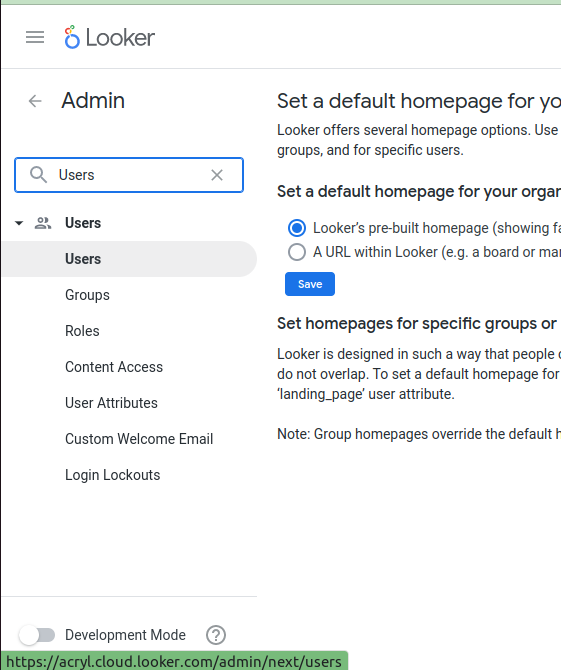 Looker
Admin
Users
Users
Users
Groups
Roles
Content Access
User Attributes
Custom Welcome Email
Login Lockouts
Development Mode
https://acryl.cloud.looker.com/admin/next/users
Set a default homepage for yo
Looker offers several homepage options. Use
groups, and for specific users.
Set a default homepage for your organ
Looker’s pre-built homepage (showing fa
A URL within Looker (e.g. a board or mar
Save
Set homepages for specific groups or
Looker is designed in such a way that people
do not overlap. To set a default homepage for
‘landing_page’ user attribute.
Note: Group homepages override the default h